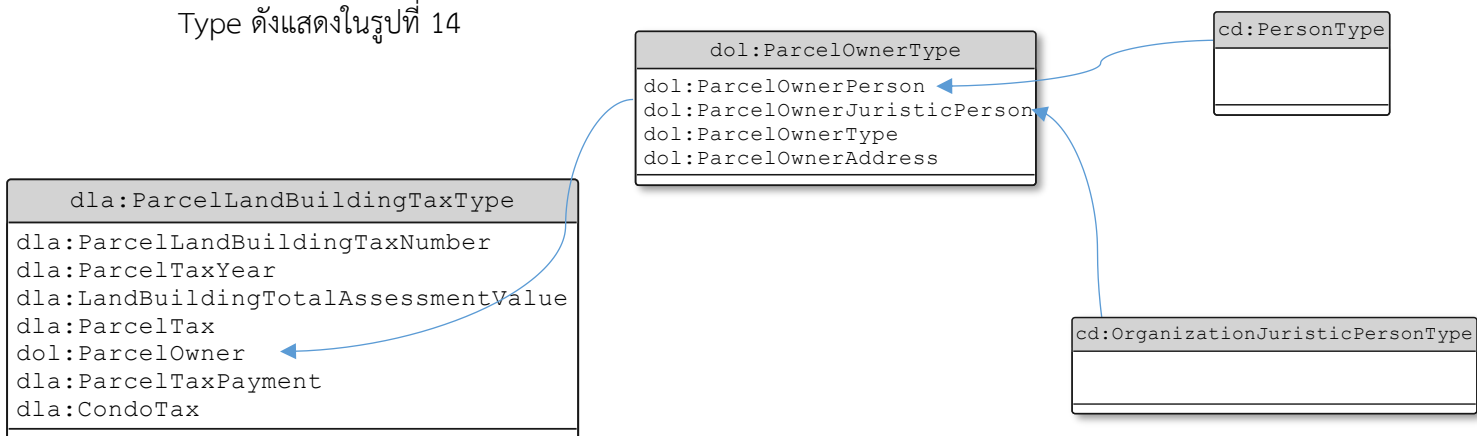 Type ดังแสดงในรูปที่ 14
dol:ParcelOwnerType
dol:ParcelOwnerPerson
dol:ParcelOwnerJuristicPerson
dol:ParcelOwnerType
dol:ParcelOwnerAddress
cd:PersonType
dla:ParcelLandBuildingTaxType
dla:ParcelLandBuildingTaxNumber
dla:ParcelTaxYear
dla:LandBuildingTotalAssessmentValue
dla:ParcelTax
dol:ParcelOwner
dla:ParcelTaxPayment
dla:CondoTax
cd:OrganizationJuristicPersonType